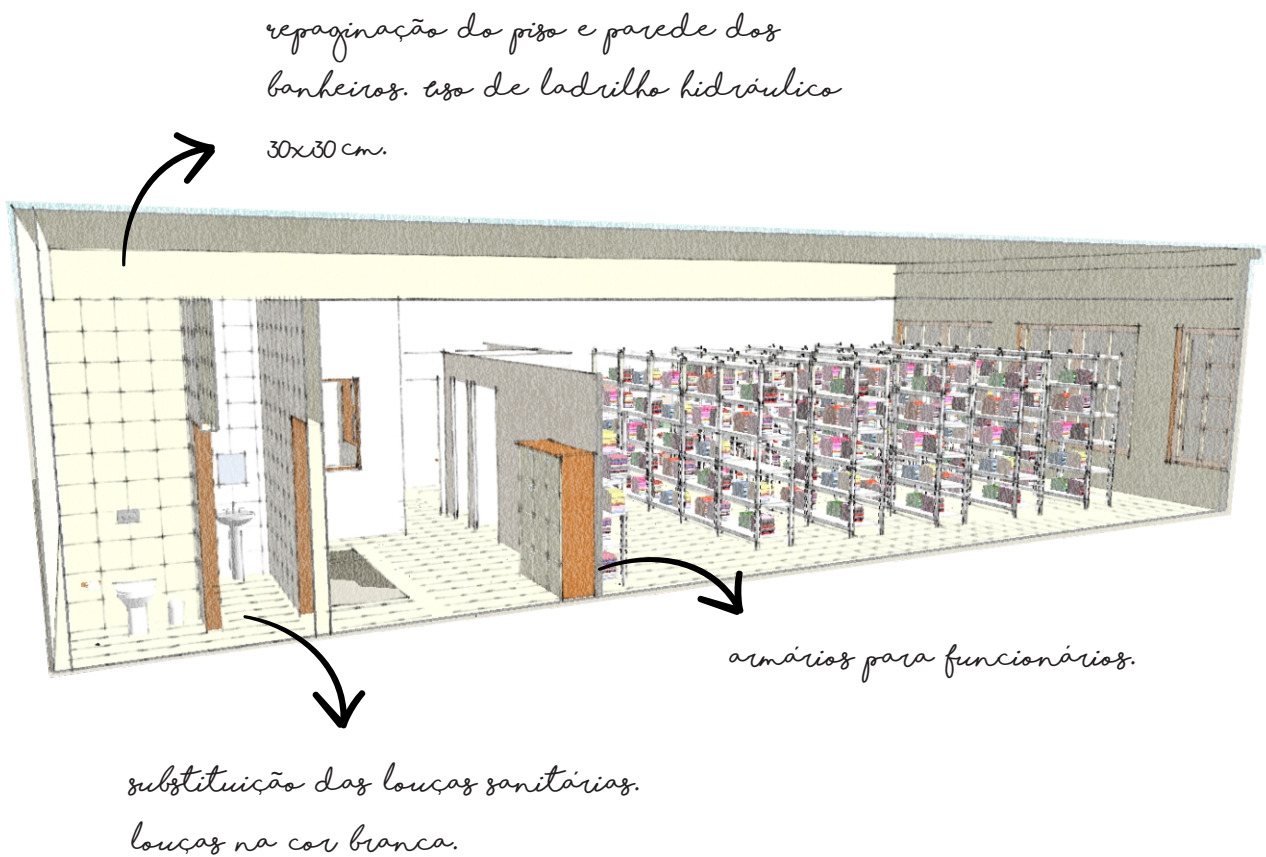 repaginação do piso e parede dos
banheiros. uso de ladrilho hidráulico
30x30 cm.
armários para funcionários.
substituição das louças sanitárias.
louças na cor branca.